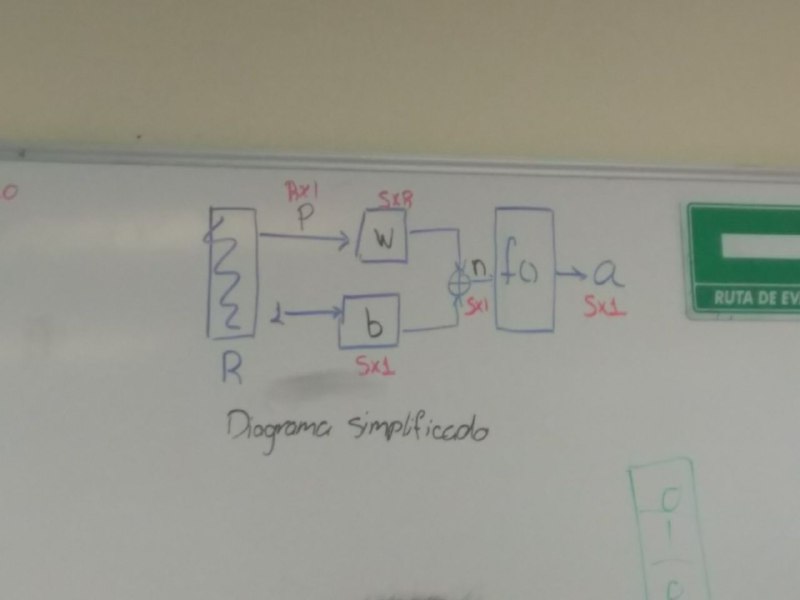 Rx1
SxR
P
W
n
f()
a
Sx1
Sx1
1
b
R
Sx1
Diagrama simplificado
RUTA DE EV
0
1
0